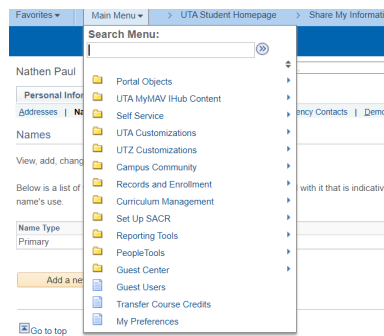 Favorites Main Menu > UTA Student Homepage > Share My Informati
Search Menu:
Nathen Paul
Personal Infor
Addresses | Na ency Contacts | Demo
Names
View, add, chang
Below is a list of with it that is indicativ
name's use.
Name Type
Primary
Add a ne
Go to top
Portal Objects
UTA MyMAV IHub Content
Self Service
UTA Customizations
UTZ Customizations
Campus Community
Records and Enrollment
Curriculum Management
Set Up SACR
Reporting Tools
PeopleTools
Guest Center
Guest Users
Transfer Course Credits
My Preferences